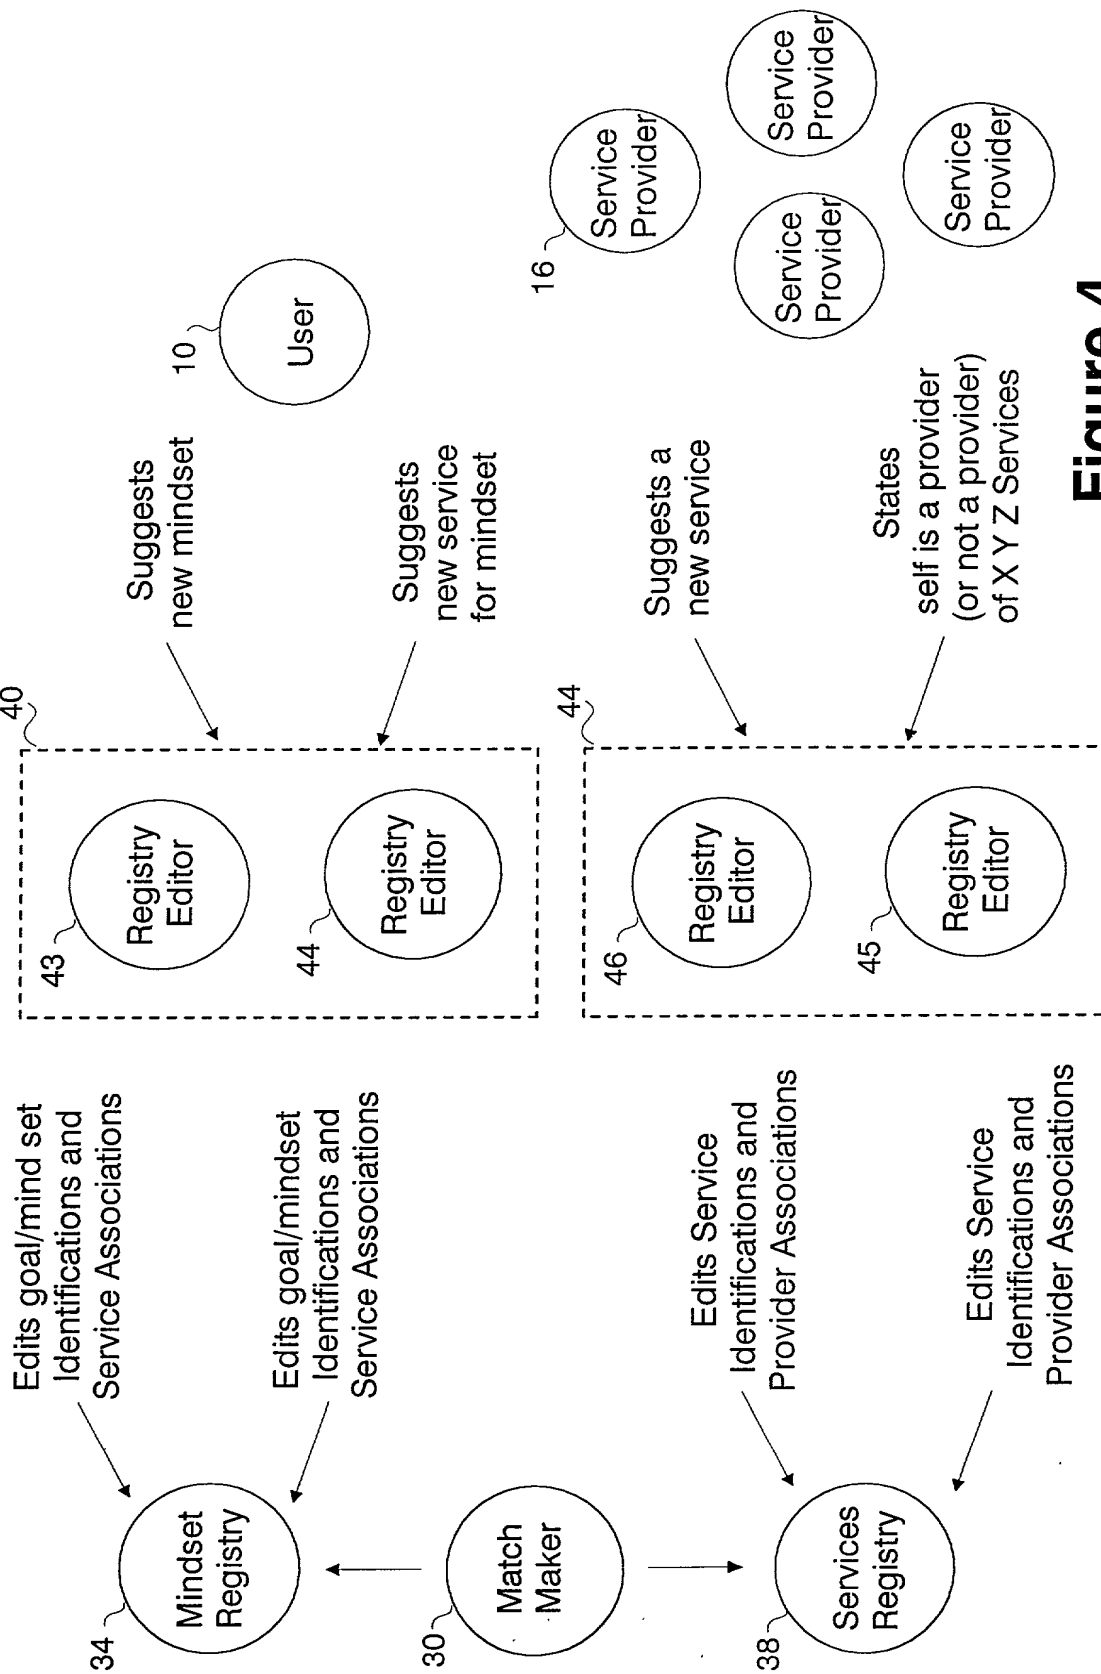 34
Mindset
Registry
Edits goal/mind set
Identifications and
Service Associations
Edits goal/mindset
Identifications and
Service Associations
40
43
Registry
Editor
44
Registry
Editor
Suggests
new mindset
Suggests
new service
for mindset
10
User
30
Match
Maker
38
Services
Registry
Edits Service
Identifications and
Provider Associations
Edits Service
Identifications and
Provider Associations
44
46
Registry
Editor
45
Registry
Editor
Suggests a
new service
States
self is a provider
(or not a provider)
of X Y Z Services
16
Service
Provider
Service
Provider
Service
Provider
Service
Provider
Figure 4